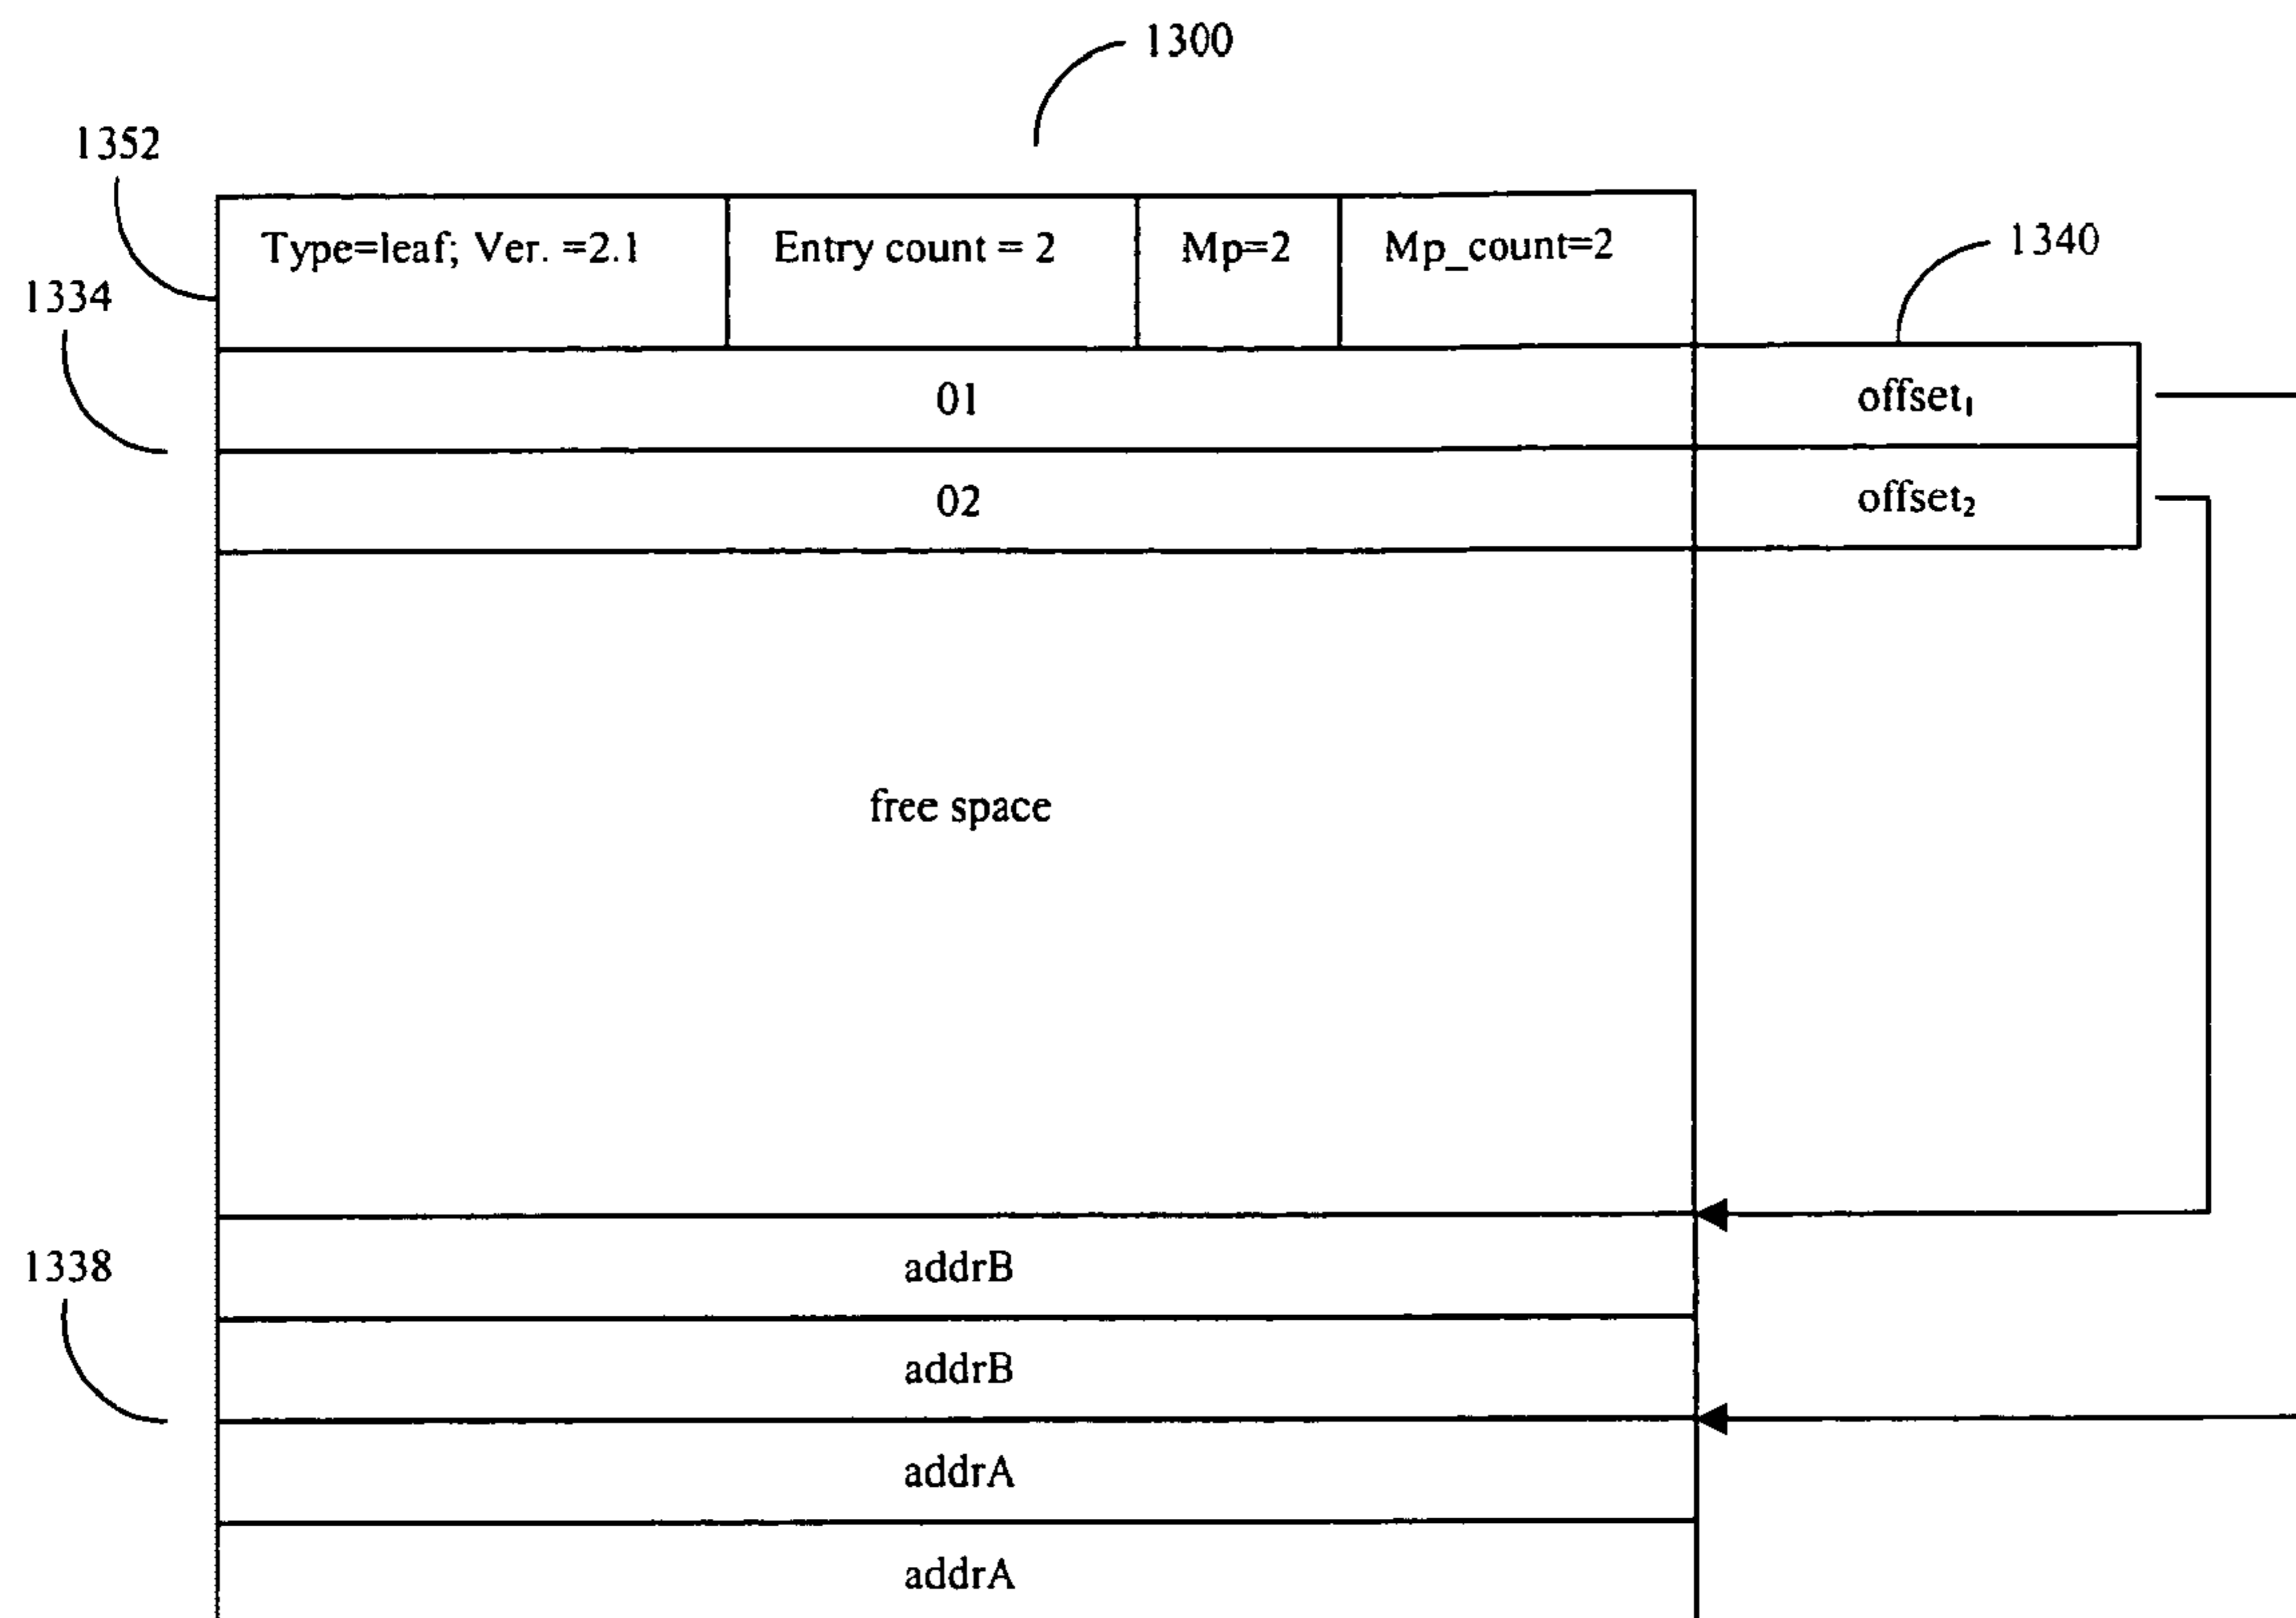 1300
1352
Type=leaf; Ver. =2.1 Entry count = 2 Mp=2 Mp_count=2
1340
1334
01 offset₁
02 offset₂
free space
addrB
1338
addrB
addrA
addrA